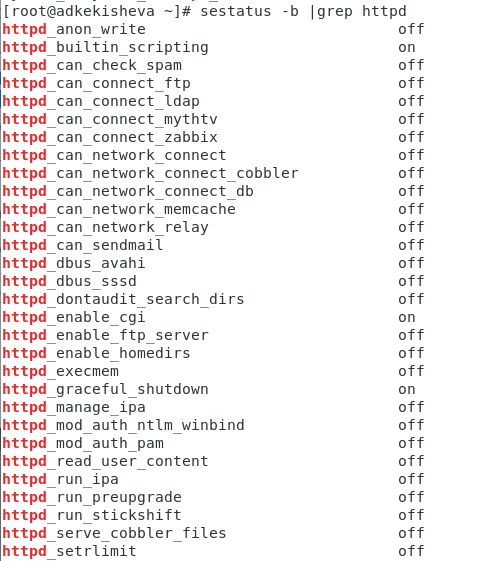 [root@adkekisheva ~]# sestatus -b |grep httpd
httpd_anon_write off
httpd_builtin_scripting on
httpd_can_check_spam off
httpd_can_connect_ftp off
httpd_can_connect_ldap off
httpd_can_connect_mythtv off
httpd_can_connect_zabbix off
httpd_can_network_connect off
httpd_can_network_connect_cobbler off
httpd_can_network_connect_db off
httpd_can_network_memcache off
httpd_can_network_relay off
httpd_can_sendmail off
httpd_dbus_avahi off
httpd_dbus_sssd off
httpd_dontaudit_search_dirs off
httpd_enable_cgi on
httpd_enable_ftp_server off
httpd_enable_homedirs off
httpd_execmem off
httpd_graceful_shutdown on
httpd_manage_ipa off
httpd_mod_auth_ntlm_winbind off
httpd_mod_auth_pam off
httpd_read_user_content off
httpd_run_ipa off
httpd_run_preupgrade off
httpd_run_stickshift off
httpd_serve_cobbler_files off
httpd_setrlimit off